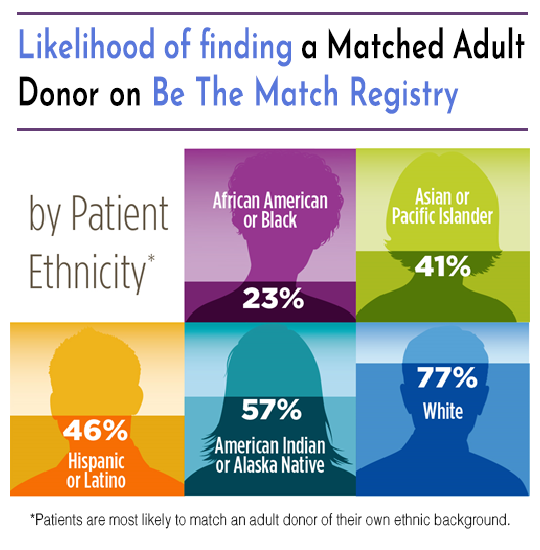 Likelihood of finding a Matched Adult
Donor on Be The Match Registry
by Patient
Ethnicity*
African American
or Black
23%
Asian or
Pacific Islander
41%
46%
Hispanic
or Latino
57%
American Indian
or Alaska Native
77%
White
*Patients are most likely to match an adult donor of their own ethnic background.